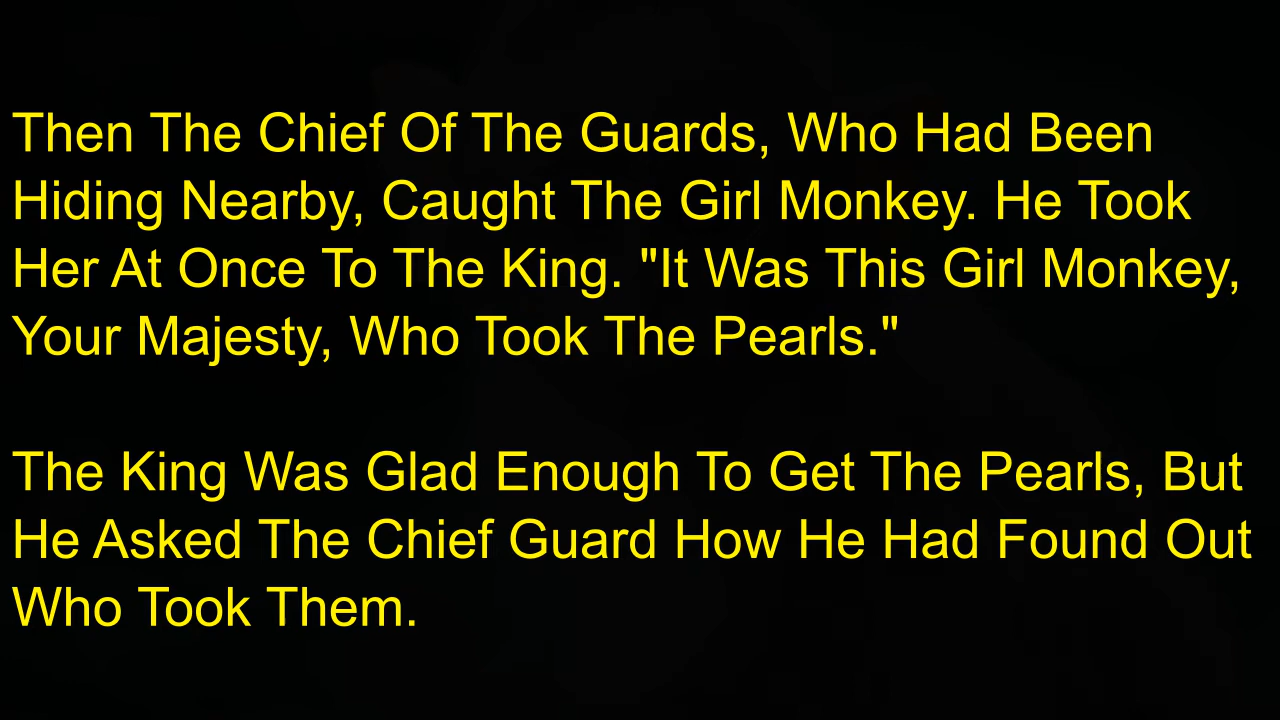 Then The Chief Of The Guards, Who Had Been
Hiding Nearby, Caught The Girl Monkey. He Took
Her At Once To The King. "It Was This Girl Monkey,
Your Majesty, Who Took The Pearls."
The King Was Glad Enough To Get The Pearls, But
He Asked The Chief Guard How He Had Found Out
Who Took Them.